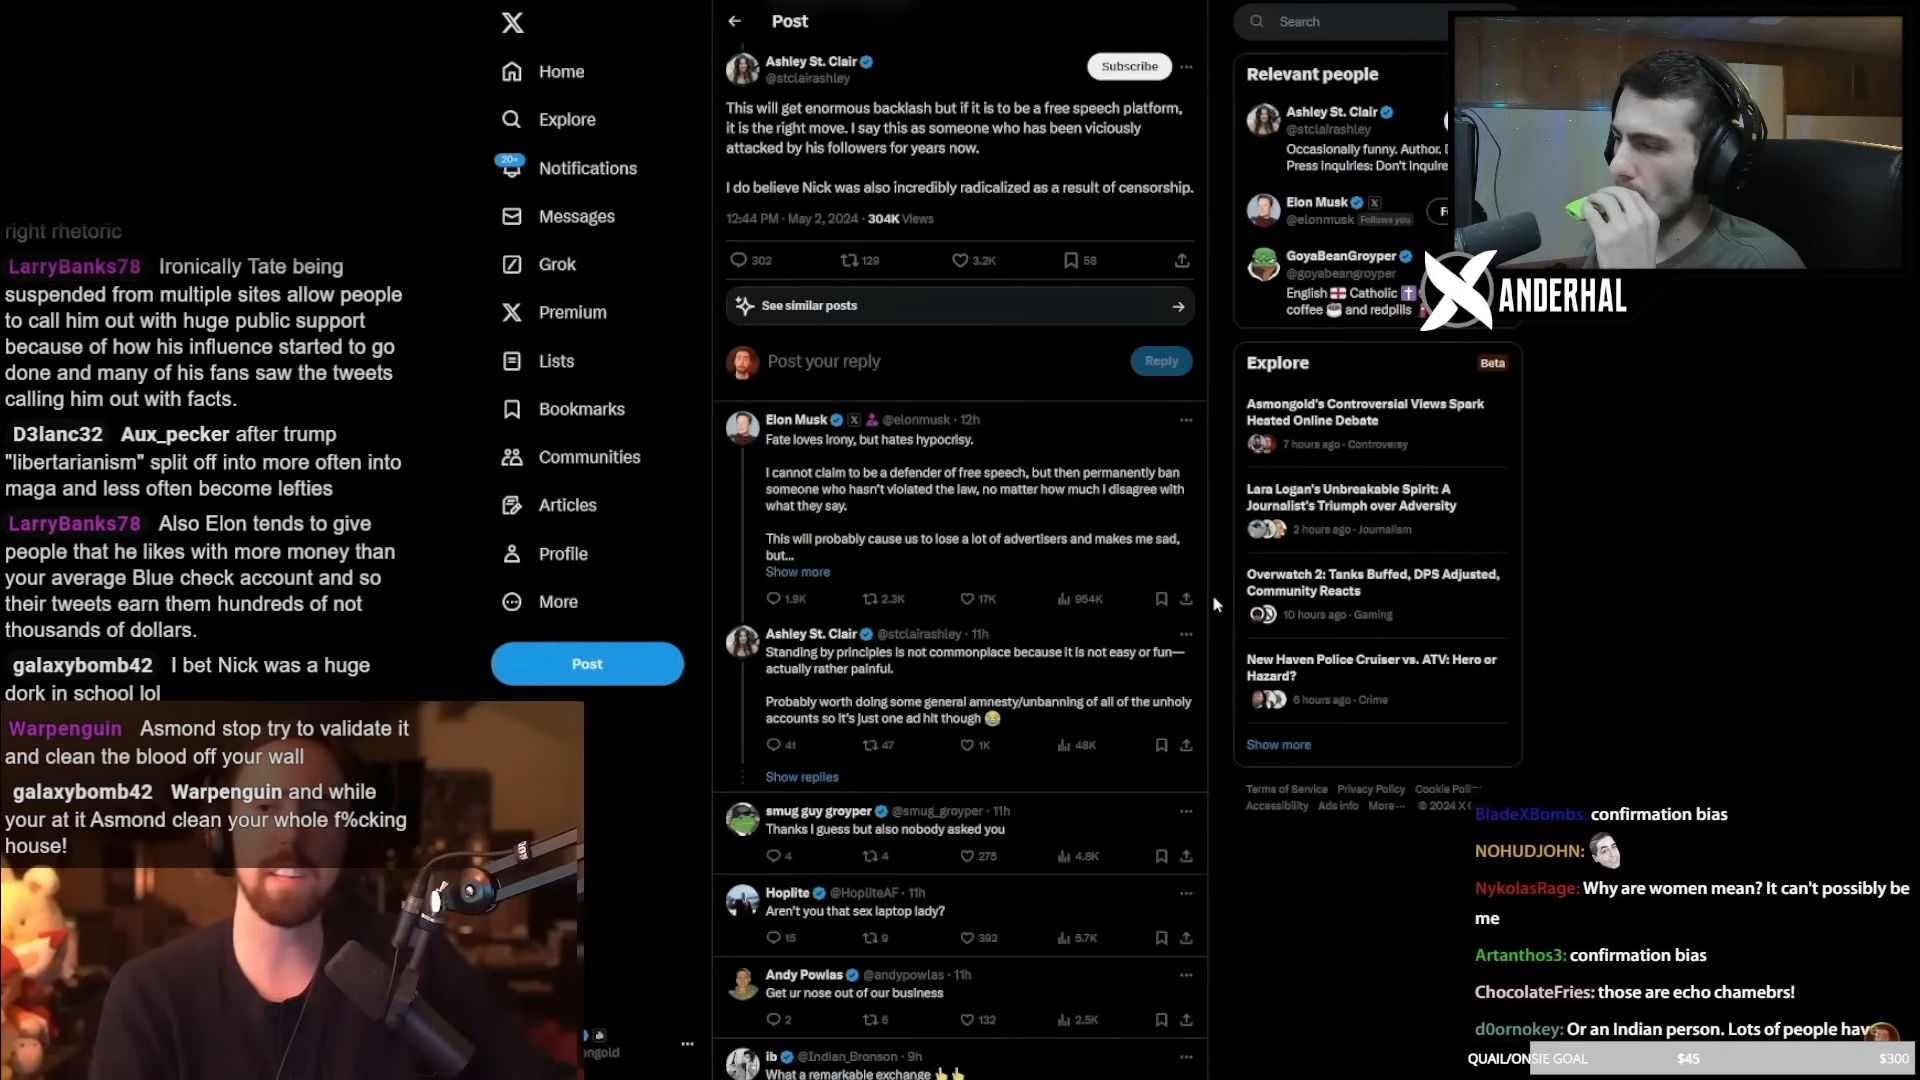 right rhetoric
LarryBanks78 Ironically Tate being
suspended from multiple sites allow people
to call him out with huge public support
because of how his influence started to go
done and many of his fans saw the tweets
calling him out with facts.
D3lanc32 Aux_pecker after trump
"libertarianism" split off into more often into
maga and less often become lefties
LarryBanks78 Also Elon tends to give
people that he likes with more money than
your average Blue check account and so
their tweets earn them hundreds of not
thousands of dollars.
galaxybomb42 I bet Nick was a huge
dork in school lol
Warpenguin Asmond stop try to validate it
and clean the blood off your wall
galaxybomb42 Warpenguin and while
your at it Asmond clean your whole f%cking
house!
Home
Explore
20+
Notifications
Messages
Grok
Premium
Lists
Bookmarks
Communities
Articles
Profile
More
Post
ongold
Post
Ashley St. Clair
@stclairashley
Subscribe
This will get enormous backlash but if it is to be a free speech platform,
it is the right move. I say this as someone who has been viciously
attacked by his followers for years now.
I do believe Nick was also incredibly radicalized as a result of censorship.
12:44 PM · May 2, 2024 · 304K Views
302 129 3.2K 58
See similar posts
Post your reply
Reply
Elon Musk @elonmusk · 12h
Fate loves irony, but hates hypocrisy.
I cannot claim to be a defender of free speech, but then permanently ban
someone who hasn't violated the law, no matter how much I disagree with
what they say.
This will probably cause us to lose a lot of advertisers and makes me sad,
but...
Show more
1.9K 2.3K 17K 954K
Ashley St. Clair @stclairashley · 11h
Standing by principles is not commonplace because it is not easy or fun—
actually rather painful.
Probably worth doing some general amnesty/unbanning of all of the unholy
accounts so it's just one ad hit though 😂
41 47 1K 48K
Show replies
smug guy groyper @smug_groyper · 11h
Thanks I guess but also nobody asked you
4 4 275 4.8K
Hoplite @HopliteAF · 11h
Aren't you that sex laptop lady?
15 9 392 5.7K
Andy Powlas @andypowlas · 11h
Get ur nose out of our business
2 6 132 2.5K
ib @Indian_Bronson · 9h
What a remarkable exchange 👆👆
Search
Relevant people
Ashley St. Clair
@stclairashley
Occasionally funny. Author. D
Press Inquiries: Don't Inquire
Elon Musk
@elonmusk Follows you
GoyaBeanGroyper
@goyabeangroyper
English 🏴󠁧󠁢󠁥󠁮󠁧󠁿 Catholic ✝️
coffee ☕ and redpills
XANDERHAL
Explore
Beta
Asmongold's Controversial Views Spark
Heated Online Debate
7 hours ago · Controversy
Lara Logan's Unbreakable Spirit: A
Journalist's Triumph over Adversity
2 hours ago · Journalism
Overwatch 2: Tanks Buffed, DPS Adjusted,
Community Reacts
10 hours ago · Gaming
New Haven Police Cruiser vs. ATV: Hero or
Hazard?
6 hours ago · Crime
Show more
Terms of Service Privacy Policy Cookie Poli
Accessibility Ads info More... © 2024 X C
BladeXBombs: confirmation bias
NOHUDJOHN:
NykolasRage: Why are women mean? It can't possibly be
me
Artanthos3: confirmation bias
ChocolateFries: those are echo chamebrs!
d0ornokey: Or an Indian person. Lots of people have
QUAIL/ONSIE GOAL $45 $300